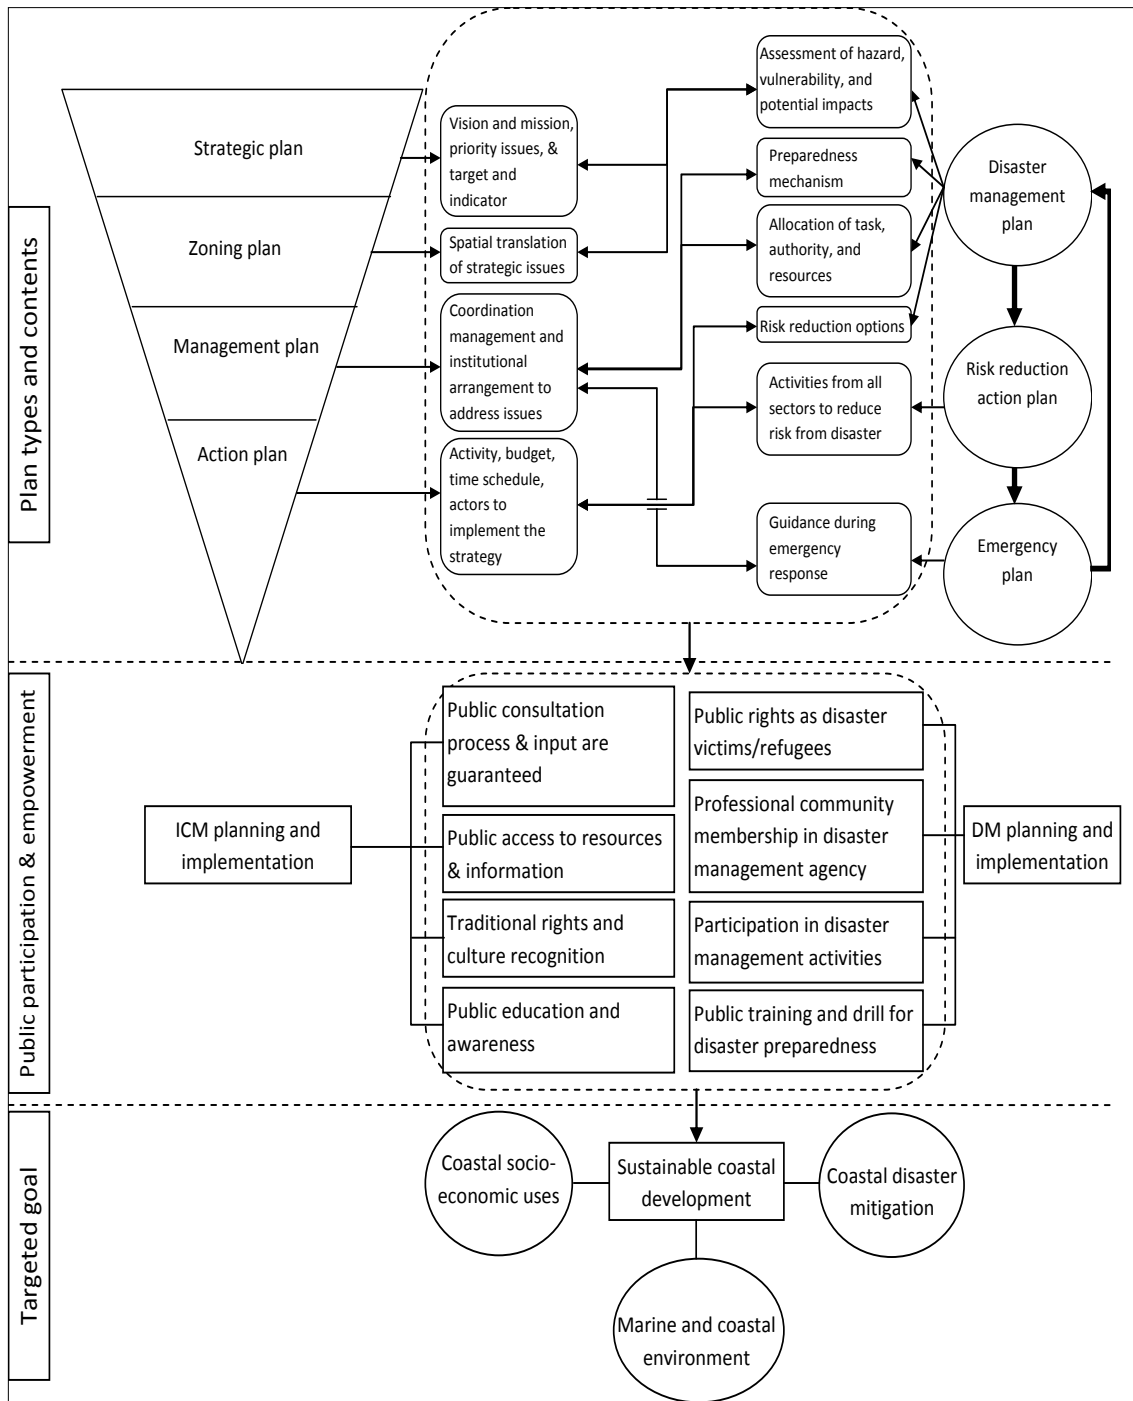 Plan types and contents
Strategic plan
Zoning plan
Management plan
Action plan
Vision and mission,
priority issues, &
target and
indicator
Spatial translation
of strategic issues
Coordination
management and
institutional
arrangement to
address issues
Activity, budget,
time schedule,
actors to
implement the
strategy
Assessment of hazard,
vulnerability, and
potential impacts
Preparedness
mechanism
Allocation of task,
authority, and
resources
Risk reduction options
Activities from all
sectors to reduce
risk from disaster
Guidance during
emergency
response
Disaster
management
plan
Risk reduction
action plan
Emergency
plan
Public participation & empowerment
ICM planning and
implementation
Public consultation
process & input are
guaranteed
Public access to resources
& information
Traditional rights and
culture recognition
Public education and
awareness
Public rights as disaster
victims/refugees
Professional community
membership in disaster
management agency
Participation in disaster
management activities
Public training and drill for
disaster preparedness
DM planning and
implementation
Targeted goal
Coastal socio-
economic uses
Sustainable coastal
development
Coastal disaster
mitigation
Marine and coastal
environment